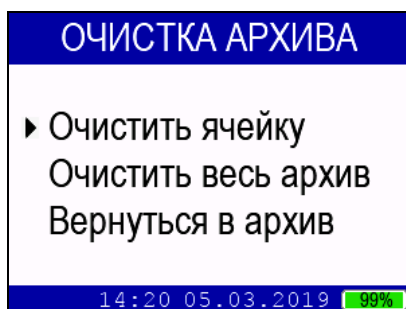 ОЧИСТКА АРХИВА
Очистить ячейку
Очистить весь архив
Вернуться в архив
14:20 05.03.2019 99%